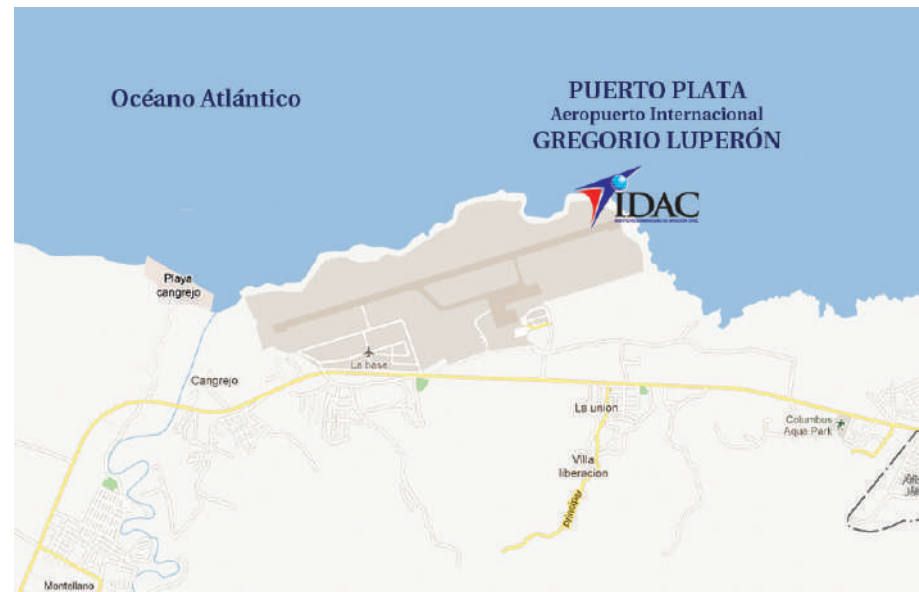 Océano Atlántico
PUERTO PLATA
Aeropuerto Internacional
GREGORIO LUPERÓN
IDAC
Playa
cangrejo
La base
Cangrejo
La union
Columbus
Aqua Park
Villa
liberacion
Principal
Montellano